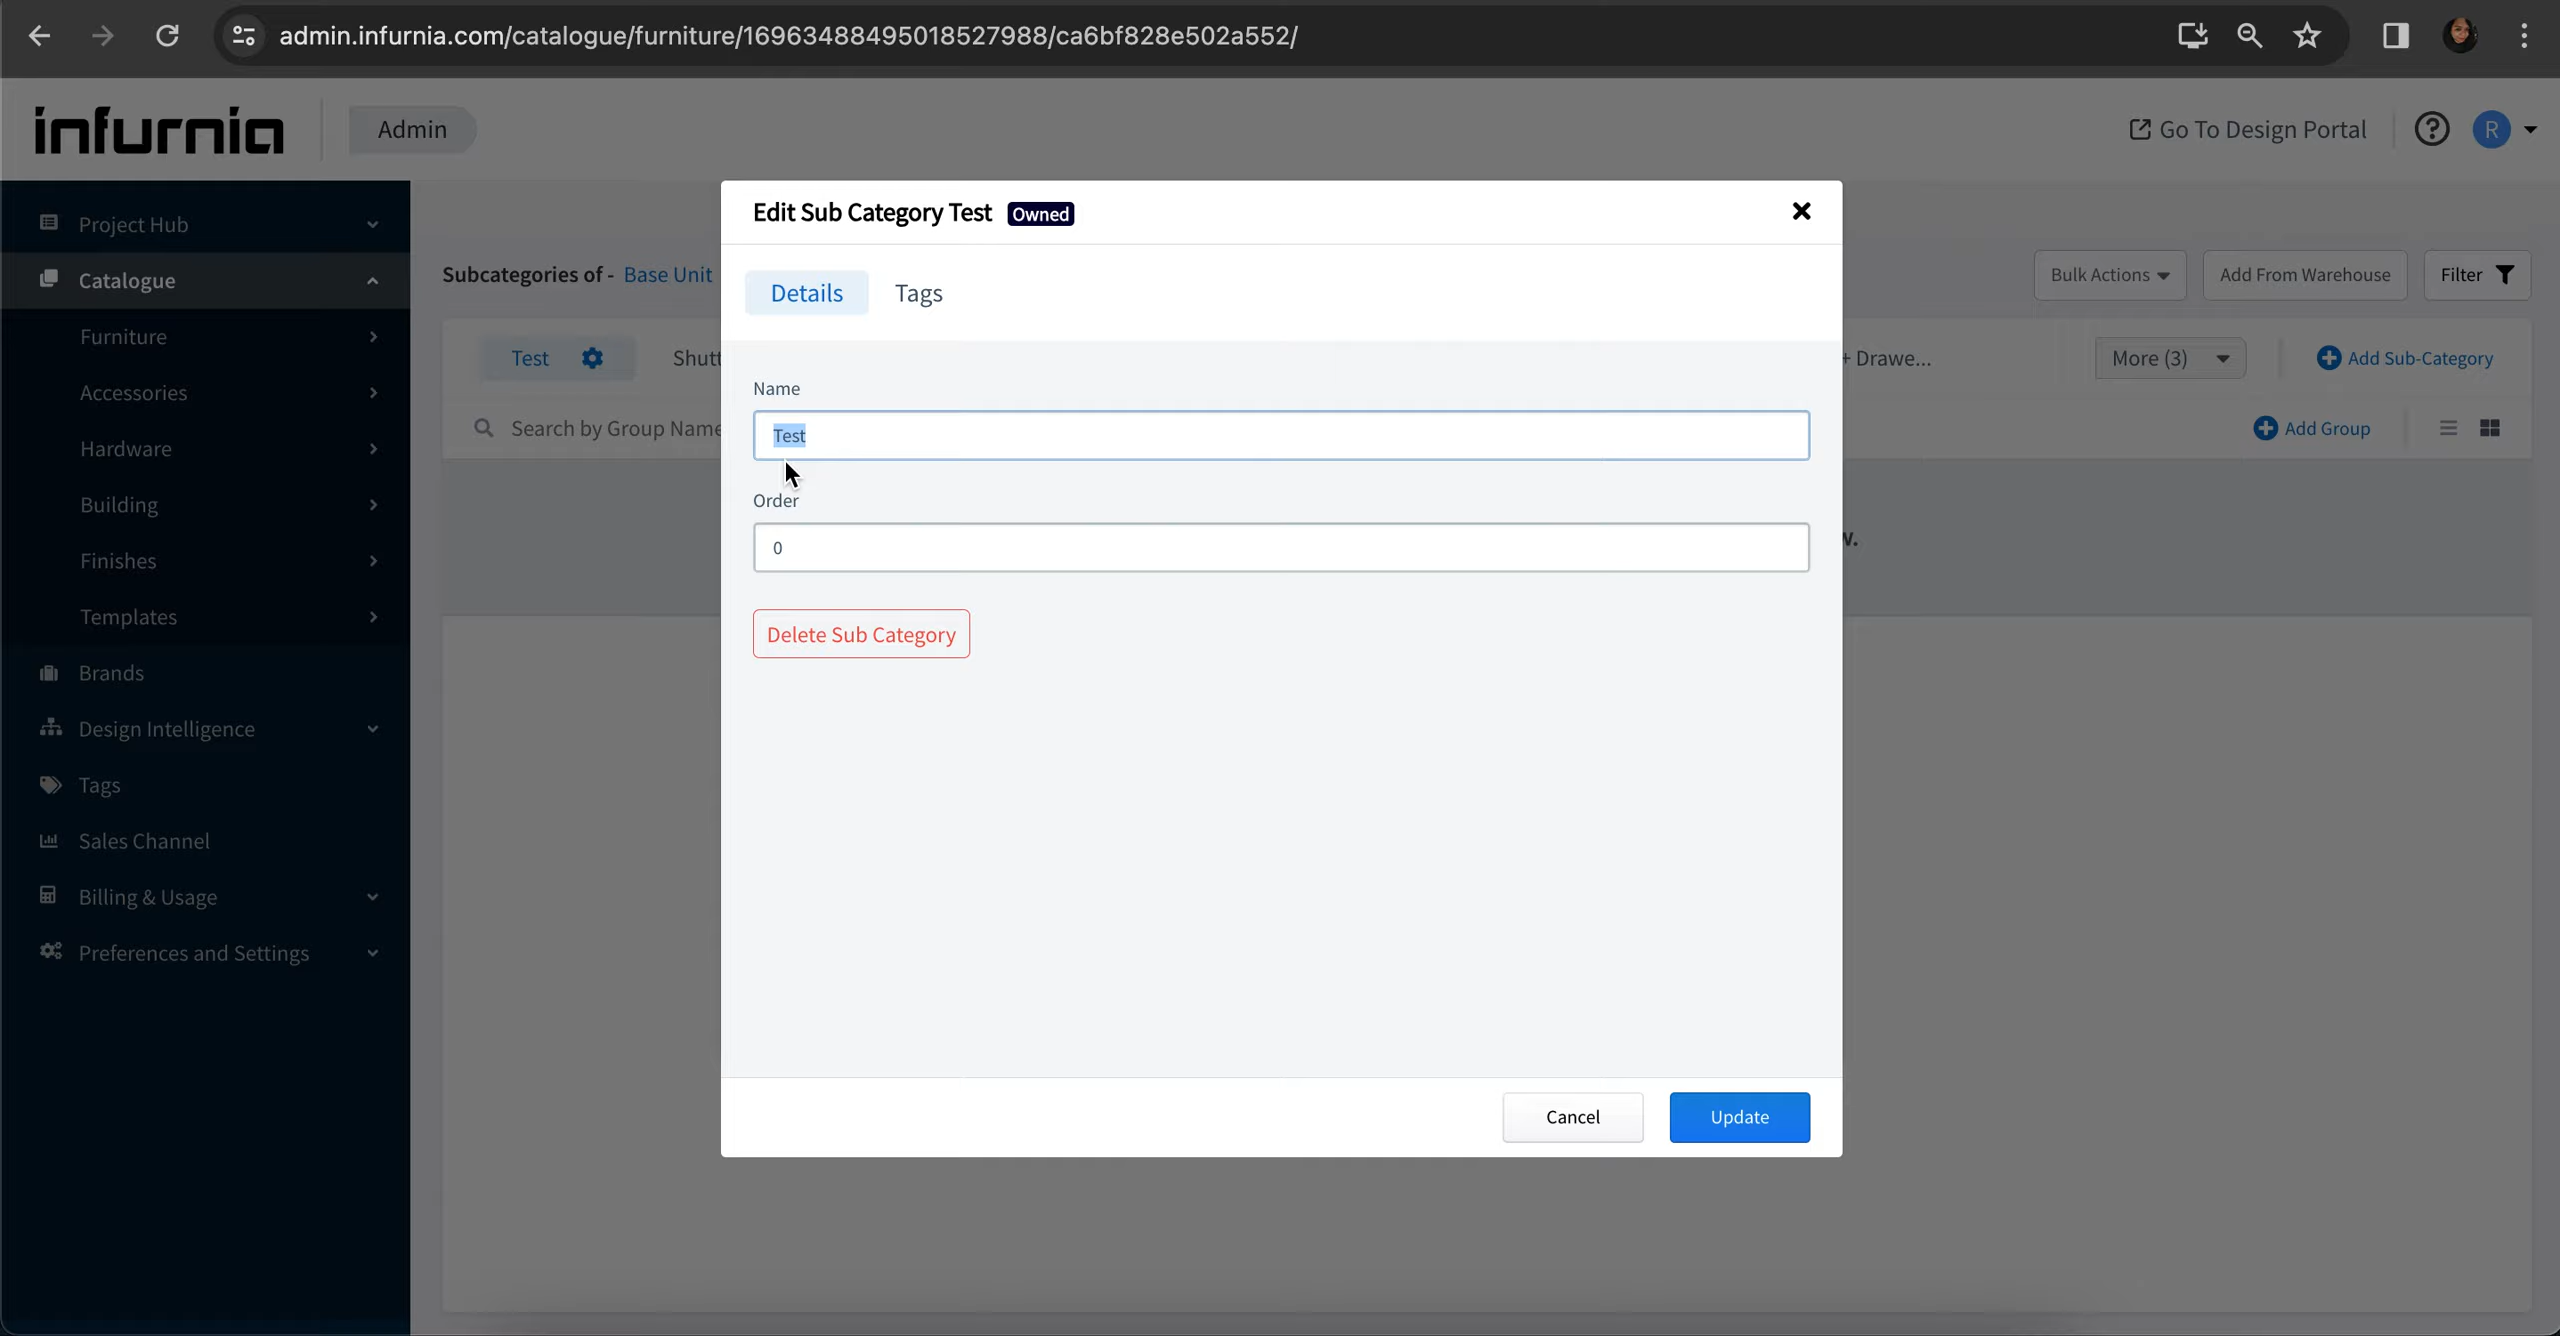 admin.infurnia.com/catalogue/furniture/16963488495018527988/ca6bf828e502a552/
infurnia
Admin
Go To Design Portal
R
Project Hub
Catalogue
Furniture
Accessories
Hardware
Building
Finishes
Templates
Brands
Design Intelligence
Tags
Sales Channel
Billing & Usage
Preferences and Settings
Subcategories of - Base Unit
Bulk Actions
Add From Warehouse
Filter
Test
Shutt
+ Drawe...
More (3)
Add Sub-Category
Search by Group Name
Add Group
w.
Edit Sub Category Test Owned
Details
Tags
Name
Test
Order
0
Delete Sub Category
Cancel
Update